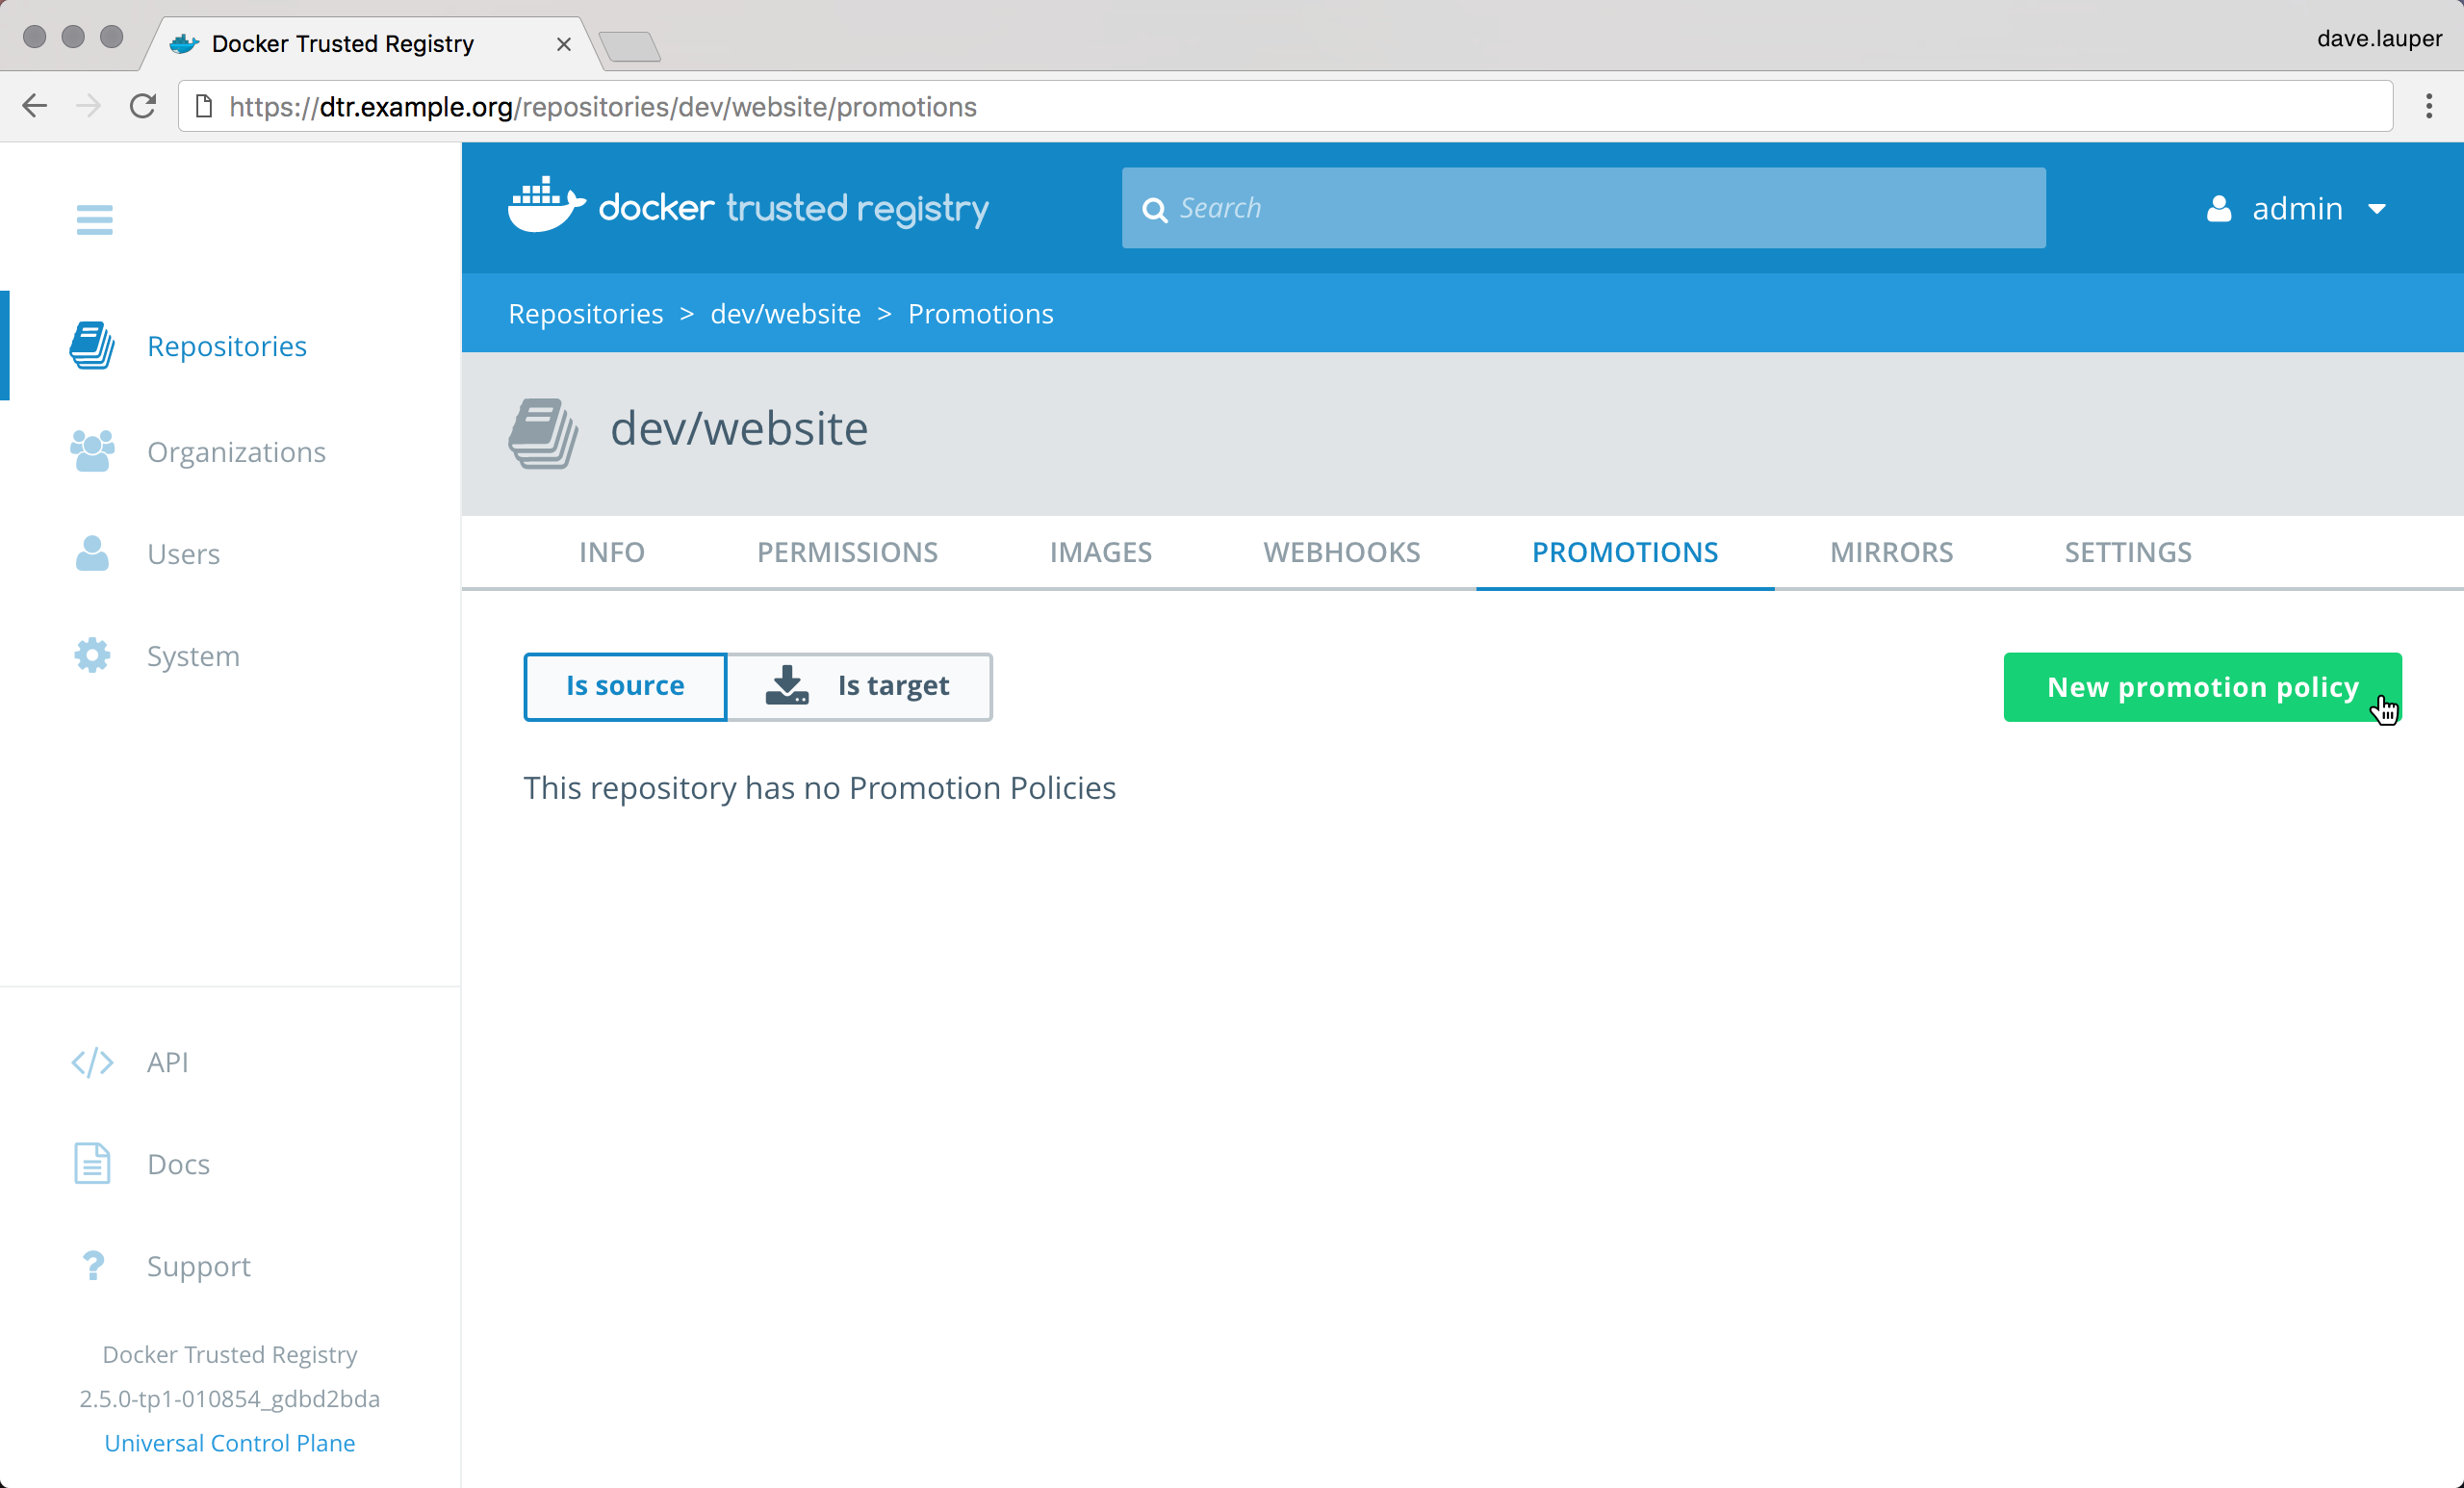 Docker Trusted Registry
dave.lauper
https://dtr.example.org/repositories/dev/website/promotions
docker trusted registry
Search
admin
Repositories > dev/website > Promotions
Repositories
Organizations
Users
System
dev/website
INFO PERMISSIONS IMAGES WEBHOOKS PROMOTIONS MIRRORS SETTINGS
Is source Is target
New promotion policy
This repository has no Promotion Policies
API
Docs
Support
Docker Trusted Registry
2.5.0-tp1-010854_gdbd2bda
Universal Control Plane